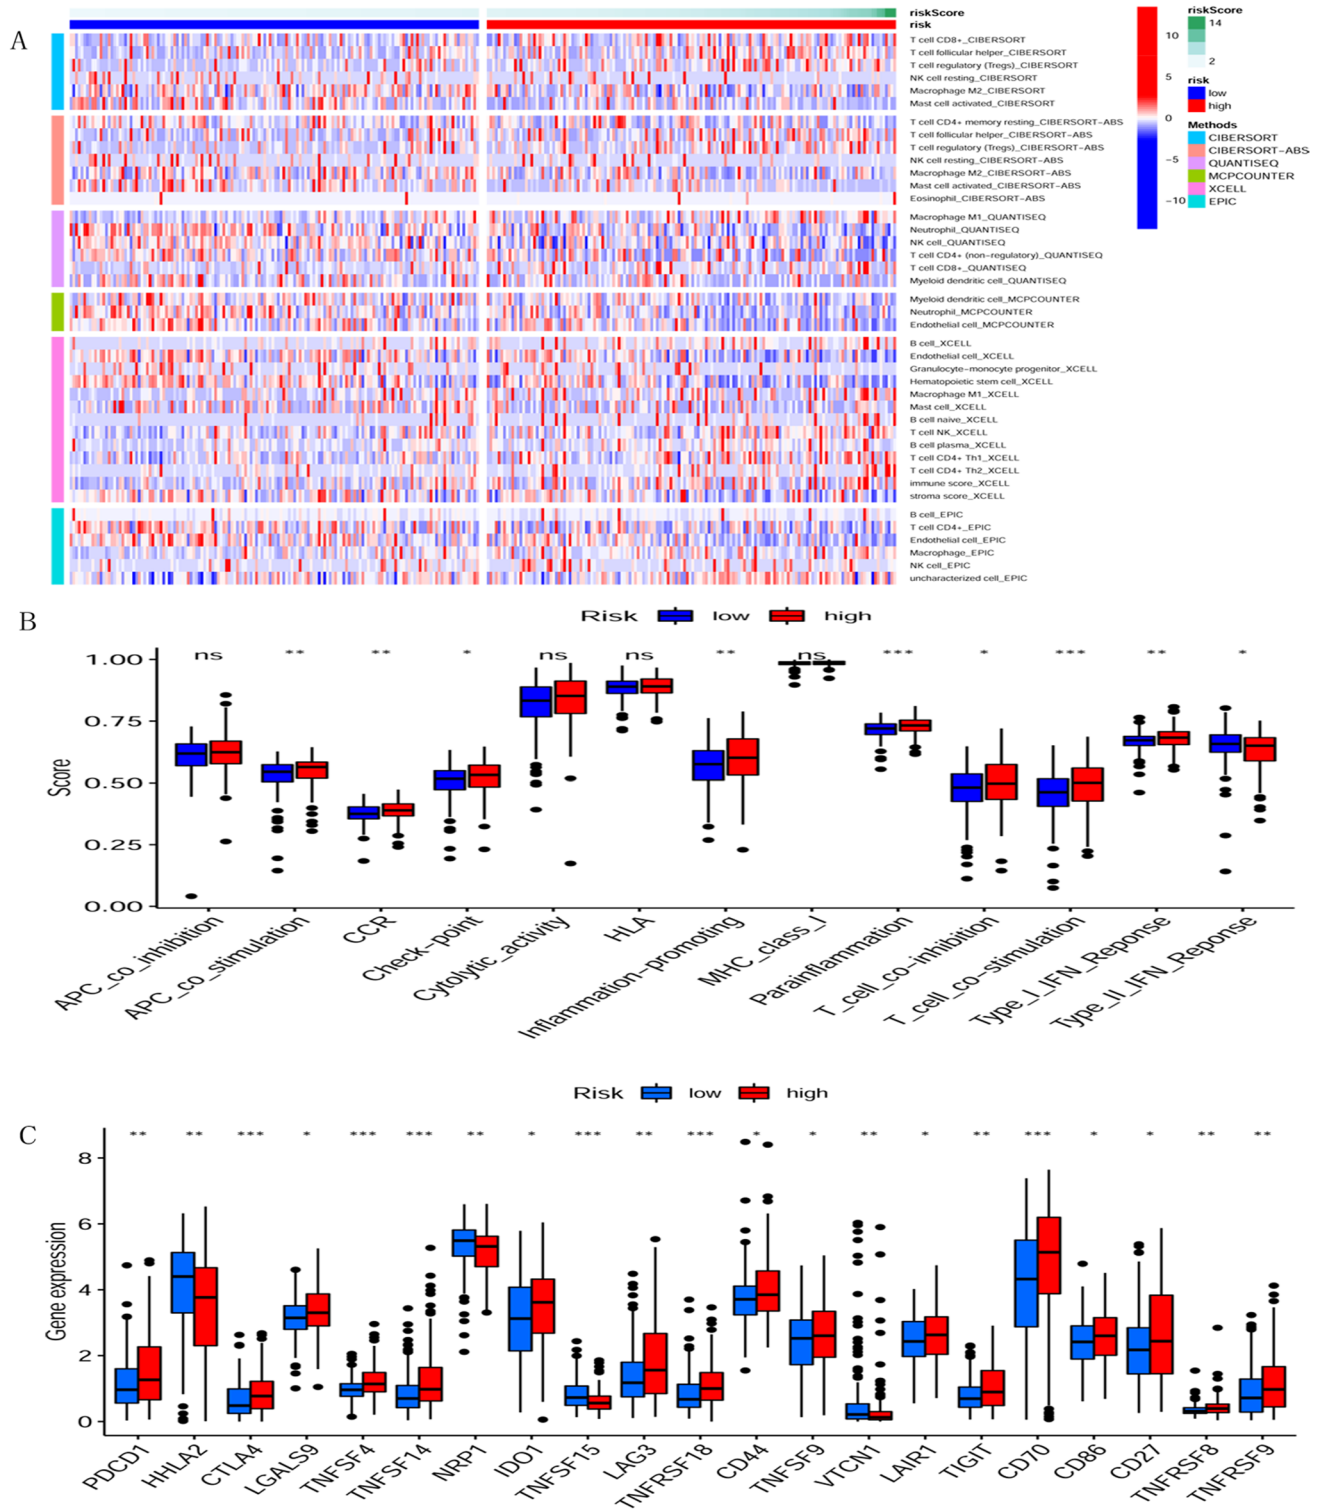 A
riskScore
risk
T cell CD8+_CIBERSORT
T cell follicular helper_CIBERSORT
T cell regulatory (Tregs)_CIBERSORT
NK cell resting_CIBERSORT
Macrophage M2_CIBERSORT
Mast cell activated_CIBERSORT
T cell CD4+ memory resting_CIBERSORT-ABS
T cell follicular helper_CIBERSORT-ABS
T cell regulatory (Tregs)_CIBERSORT-ABS
NK cell resting_CIBERSORT-ABS
Macrophage M2_CIBERSORT-ABS
Mast cell activated_CIBERSORT-ABS
Eosinophil_CIBERSORT-ABS
Macrophage M1_QUANTISEQ
Neutrophil_QUANTISEQ
NK cell_QUANTISEQ
T cell CD4+ (non-regulatory)_QUANTISEQ
T cell CD8+_QUANTISEQ
Myeloid dendritic cell_QUANTISEQ
Myeloid dendritic cell_MCPCOUNTER
Neutrophil_MCPCOUNTER
Endothelial cell_MCPCOUNTER
B cell_XCELL
Endothelial cell_XCELL
Granulocyte-monocyte progenitor_XCELL
Hematopoietic stem cell_XCELL
Macrophage M1_XCELL
Mast cell_XCELL
B cell naive_XCELL
T cell NK_XCELL
B cell plasma_XCELL
T cell CD4+ Th1_XCELL
T cell CD4+ Th2_XCELL
immune score_XCELL
stroma score_XCELL
B cell_EPIC
T cell CD4+_EPIC
Endothelial cell_EPIC
Macrophage_EPIC
NK cell_EPIC
uncharacterized cell_EPIC
10
5
0
-5
-10
riskScore
14
2
risk
low
high
Methods
CIBERSORT
CIBERSORT-ABS
QUANTISEQ
MCPCOUNTER
XCELL
EPIC
B
Risk low high
ns ** ** * ns ns ** ns *** * *** ** *
Score
1.00
0.75
0.50
0.25
0.00
APC_co_inhibition
APC_co_stimulation
CCR
Check-point
Cytolytic_activity
HLA
Inflammation-promoting
MHC_class_I
Parainflammation
T_cell_co-inhibition
T_cell_co-stimulation
Type_I_IFN_Reponse
Type_II_IFN_Reponse
C
Risk low high
** ** *** * *** *** ** * *** ** *** * * ** * ** *** * * ** **
Gene expression
8
6
4
2
0
PDCD1
HHLA2
CTLA4
LGALS9
TNFSF4
TNFSF14
NRP1
IDO1
TNFSF15
LAG3
TNFRSF18
CD44
TNFSF9
VTCN1
LAIR1
TIGIT
CD70
CD86
CD27
TNFRSF8
TNFRSF9